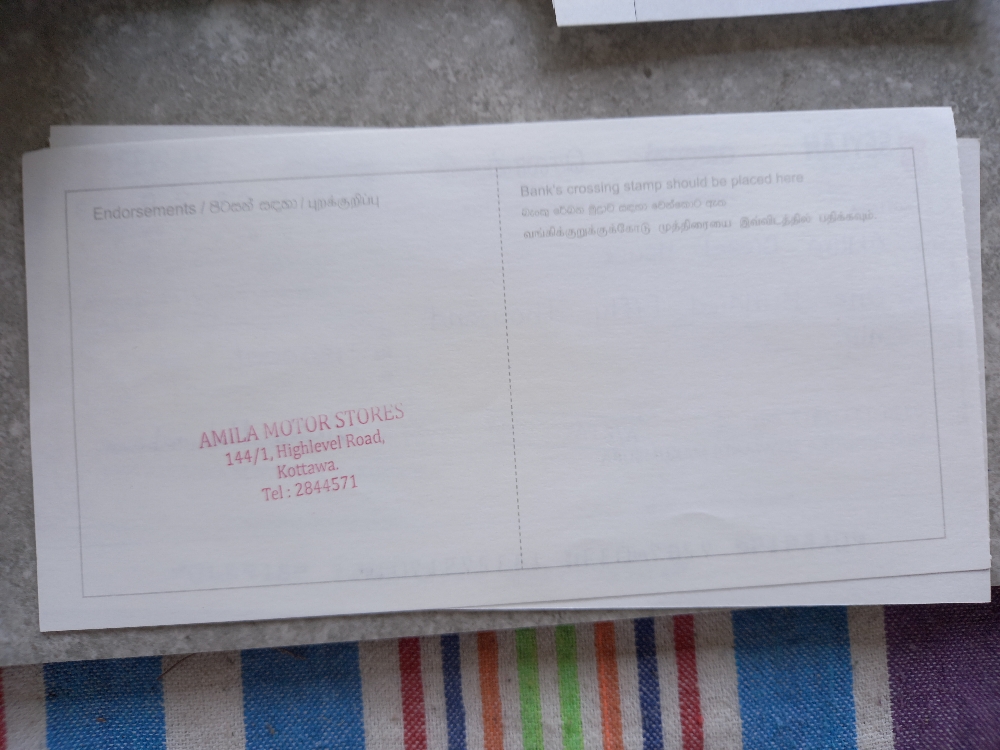 Endorsements / පිටසන් සඳහා / புறக்குறிப்பு
Bank's crossing stamp should be placed here
வங்கிக்குறுக்குக்கோடு முத்திரையை இவ்விடத்தில் பதிக்கவும்.
AMILA MOTOR STORES
144/1, Highlevel Road,
Kottawa.
Tel : 2844571